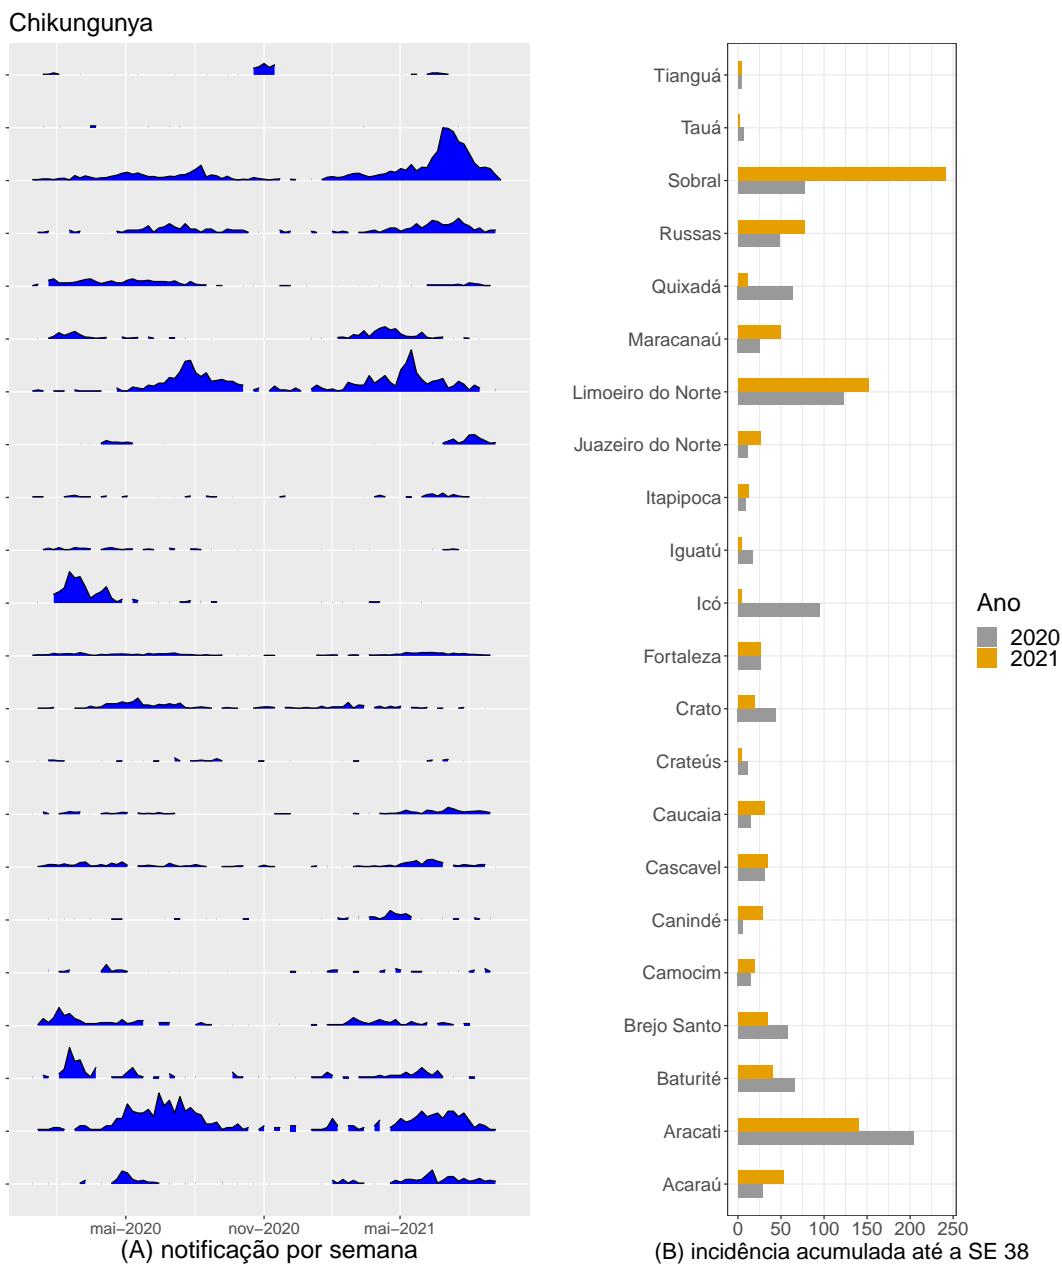 Chikungunya
Tianguá
Tauá
Sobral
Russas
Quixadá
Maracanaú
Limoeiro do Norte
Juazeiro do Norte
Itapipoca
Iguatú
Icó
Fortaleza
Crato
Crateús
Caucaia
Cascavel
Canindé
Camocim
Brejo Santo
Baturité
Aracati
Acaraú
Ano
2020
2021
mai−2020 nov−2020 mai−2021
(A) notificação por semana
0 50 100 150 200 250
(B) incidência acumulada até a SE 38